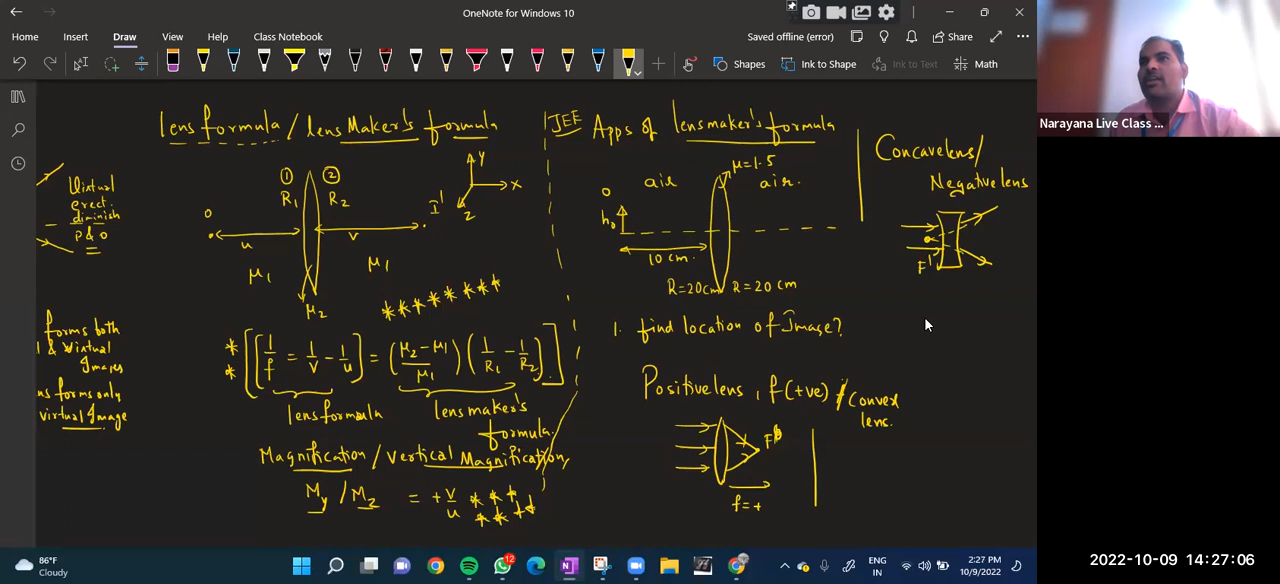 OneNote for Windows 10
Home Insert Draw View Help Class Notebook
Saved offline (error)
Share
Shapes
Ink to Shape
Ink to Text
Math
Narayana Live Class ...
Virtual
erect
diminish
P & O
forms both
& Virtual
Images
ns forms only
virtual Image
Lens formula / lens Maker's formula
① ②
R₁ R₂
O
I'
u
v
μ₁
μ₁
μ₂
Y
X
Z
********
*
*
[[1/f = 1/v - 1/u] = (μ₂-μ₁/μ₁) (1/R₁ - 1/R₂)]
lens formula
lens maker's
formula.
Magnification / Vertical Magnification
My / Mz = +v/u
JEE Apps of lensmaker's formula
μ=1.5
O
air
air.
h₀
10 cm.
R=20cm R=20 cm
1. find location of Image?
Positive lens, f(+ve) / Convex
lens.
F
f=+
Concave lens/
Negative lens
F'
86°F
Cloudy
12
ENG
IN
2:27 PM
10/9/2022
2022-10-09 14:27:06